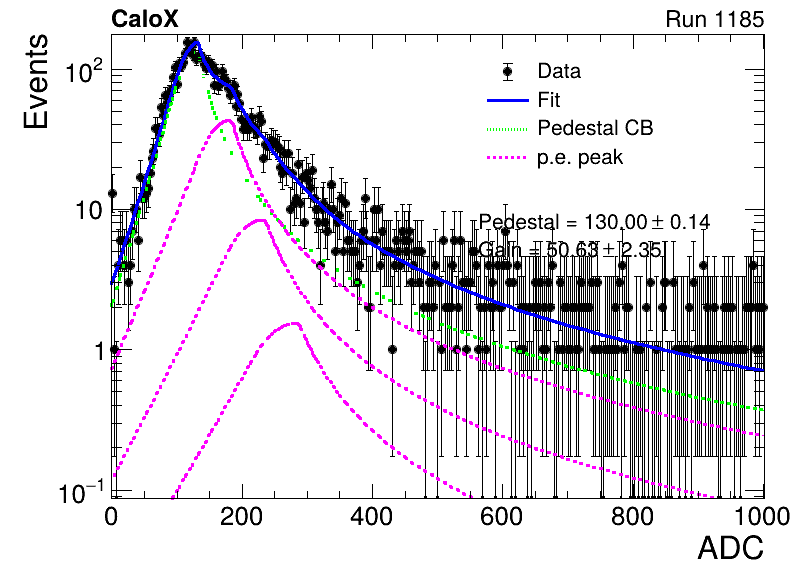 CaloX Run 1185
Events
Data
Fit
Pedestal CB
p.e. peak
Pedestal = 130.00 ± 0.14
Gain = 50.63 ± 2.35
10²
10
1
10⁻¹
0 200 400 600 800 1000
ADC